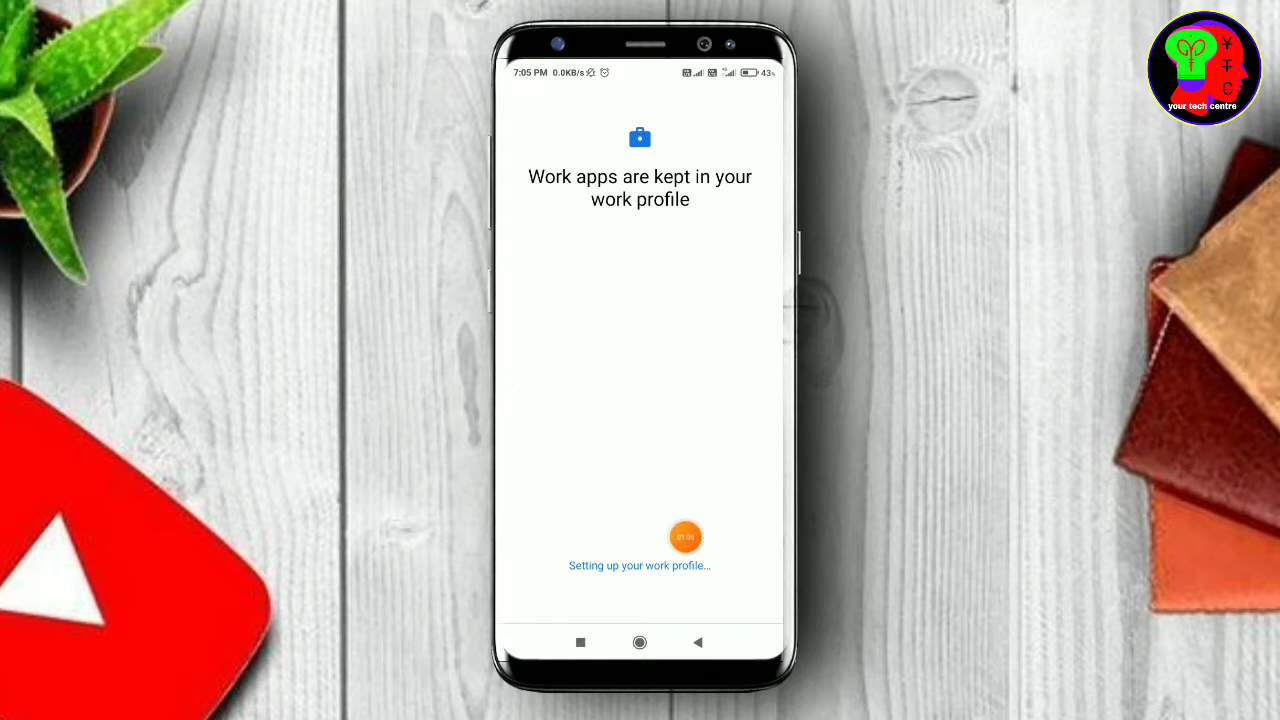 7:05 PM 0.0KB/s 43%
Work apps are kept in your
work profile
Setting up your work profile...
¥
T
C
your tech centre